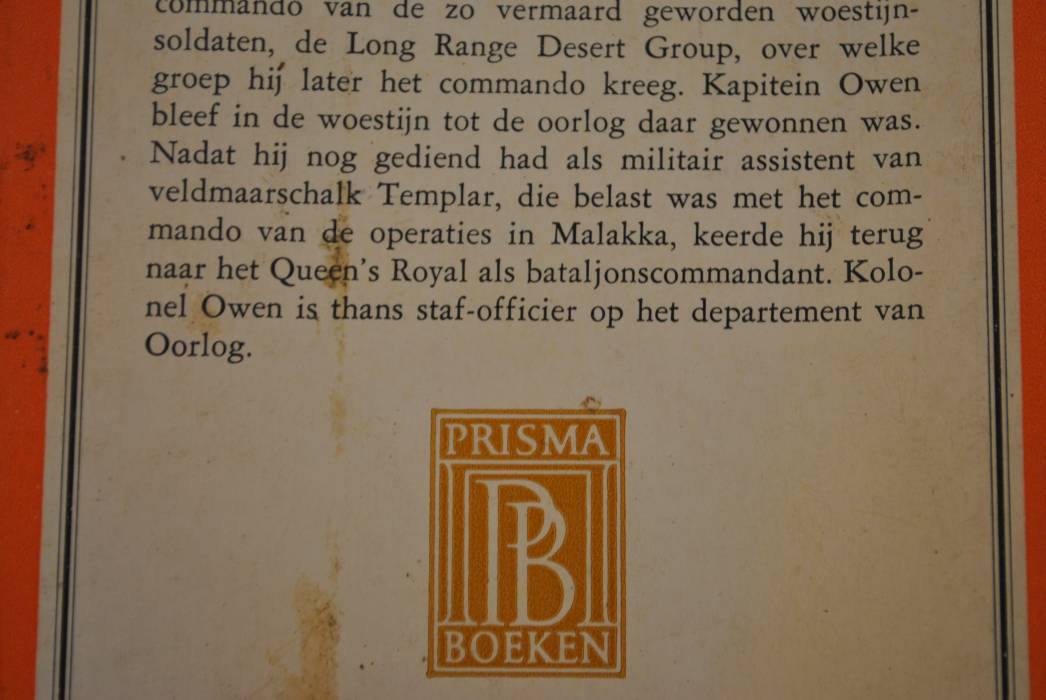 commando van de zo vermaard geworden woestijn-
soldaten, de Long Range Desert Group, over welke
groep hij later het commando kreeg. Kapitein Owen
bleef in de woestijn tot de oorlog daar gewonnen was.
Nadat hij nog gediend had als militair assistent van
veldmaarschalk Templar, die belast was met het com-
mando van de operaties in Malakka, keerde hij terug
naar het Queen's Royal als bataljonscommandant. Kolo-
nel Owen is thans staf-officier op het departement van
Oorlog.
PRISMA
PB
BOEKEN